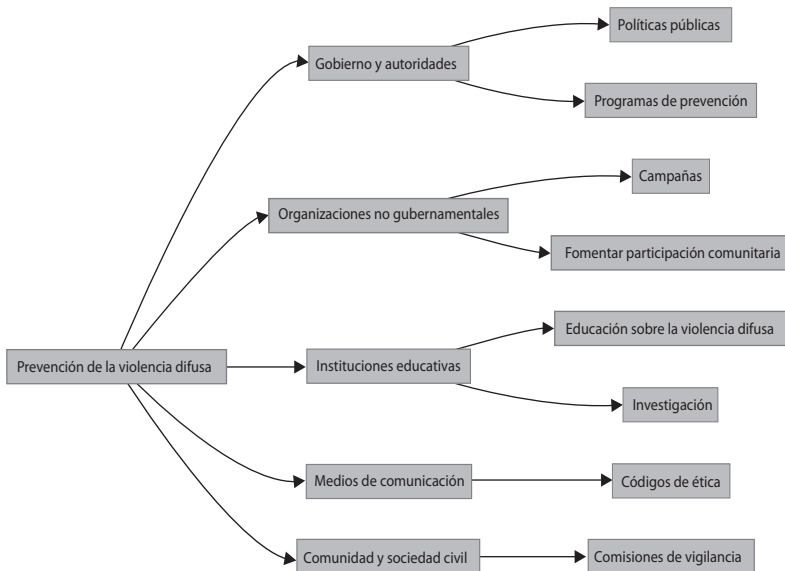 Políticas públicas
Gobierno y autoridades
Programas de prevención
Campañas
Organizaciones no gubernamentales
Fomentar participación comunitaria
Educación sobre la violencia difusa
Prevención de la violencia difusa
Instituciones educativas
Investigación
Medios de comunicación
Códigos de ética
Comunidad y sociedad civil
Comisiones de vigilancia